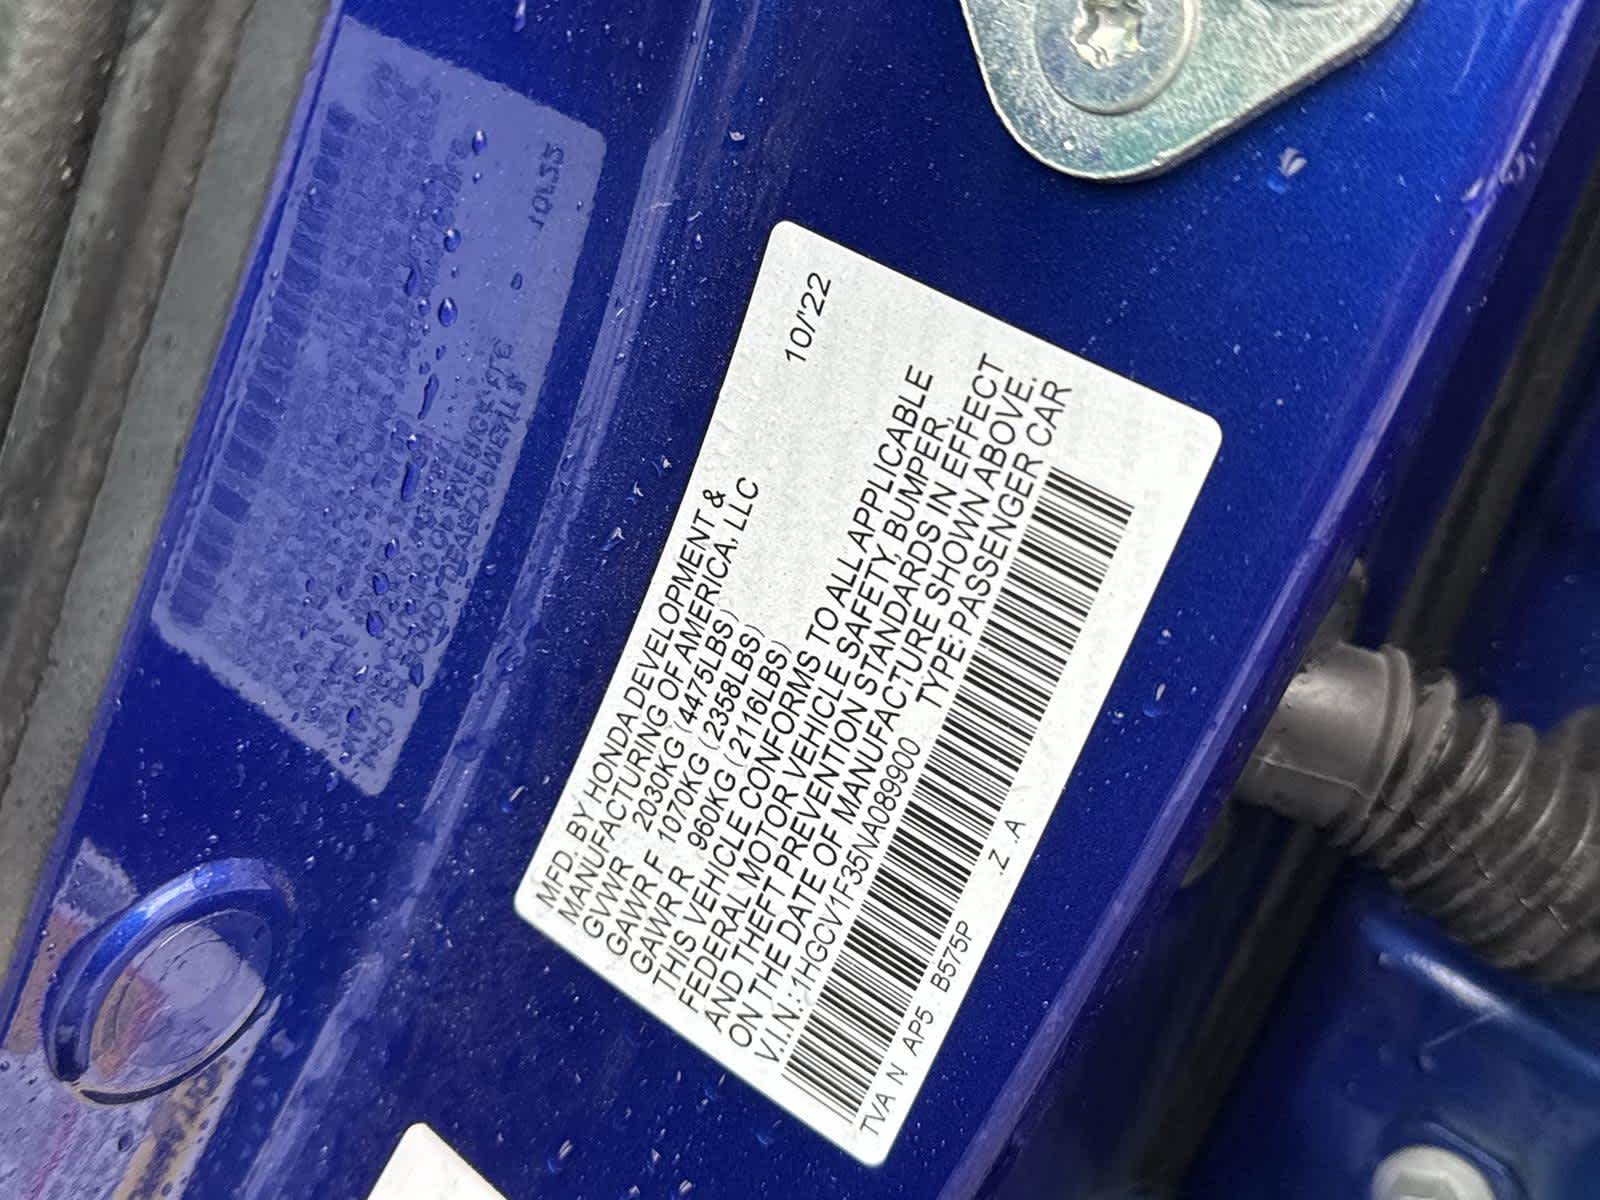 MFD. BY HONDA DEVELOPMENT &
MANUFACTURING OF AMERICA, LLC 10/'22
GVWR 2030KG (4475LBS)
GAWR F 1070KG (2358LBS)
GAWR R 960KG (2116LBS)
THIS VEHICLE CONFORMS TO ALL APPLICABLE
FEDERAL MOTOR VEHICLE SAFETY, BUMPER,
AND THEFT PREVENTION STANDARDS IN EFFECT
ON THE DATE OF MANUFACTURE SHOWN ABOVE.
V.I.N.: 1HGCV1F35NA089900 TYPE: PASSENGER CAR
TVA N AP5 B575P Z A